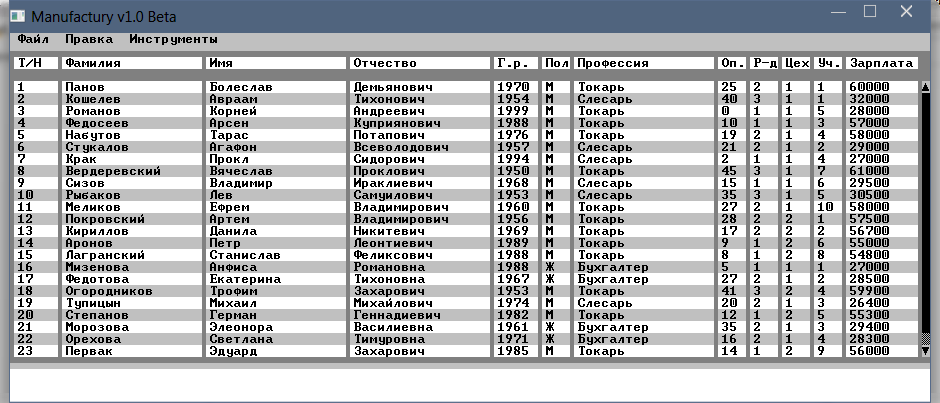 Manufactury v1.0 Beta
Файл Правка Инструменты
Т/Н Фамилия Имя Отчество Г.р. Пол Профессия Оп. Р-д Цех Уч. Зарплата
1 Панов Болеслав Демьянович 1970 М Токарь 25 2 1 1 60000
2 Кошелев Авраам Тихонович 1954 М Слесарь 40 3 1 1 32000
3 Романов Корней Андреевич 1999 М Токарь 0 1 1 5 28000
4 Федосеев Арсен Куприянович 1988 М Токарь 10 1 1 3 57000
5 Набутов Тарас Потапович 1976 М Токарь 19 2 1 4 58000
6 Стукалов Агафон Всеволодович 1957 М Слесарь 21 2 1 2 29000
7 Крак Прокл Сидорович 1994 М Слесарь 2 1 1 4 27000
8 Вердеревский Вячеслав Проклович 1950 М Токарь 45 3 1 7 61000
9 Сизов Владимир Ираклиевич 1968 М Слесарь 15 1 1 6 29500
10 Рыбаков Лев Самуилович 1953 М Слесарь 35 3 1 5 30500
11 Меликов Ефрем Владимирович 1960 М Токарь 27 2 1 10 58000
12 Покровский Артем Владимирович 1956 М Токарь 28 2 2 1 57500
13 Кириллов Данила Никитевич 1969 М Токарь 17 2 2 2 56700
14 Аронов Петр Леонтиевич 1989 М Токарь 9 1 2 6 55000
15 Лагранский Станислав Феликсович 1988 М Токарь 8 1 2 8 54800
16 Мизенова Анфиса Романовна 1988 Ж Бухгалтер 5 1 1 1 27000
17 Федотова Екатерина Тихоновна 1967 Ж Бухгалтер 27 2 1 2 28500
18 Огородников Трофим Захарович 1953 М Токарь 41 3 2 4 59900
19 Тупицын Михаил Михайлович 1974 М Слесарь 20 2 1 3 26400
20 Степанов Герман Геннадиевич 1982 М Токарь 12 1 2 5 55300
21 Морозова Элеонора Василиевна 1961 Ж Бухгалтер 35 2 1 3 29400
22 Орехова Светлана Тимуровна 1971 Ж Бухгалтер 16 2 1 4 28300
23 Первак Эдуард Захарович 1985 М Токарь 14 1 2 9 56000